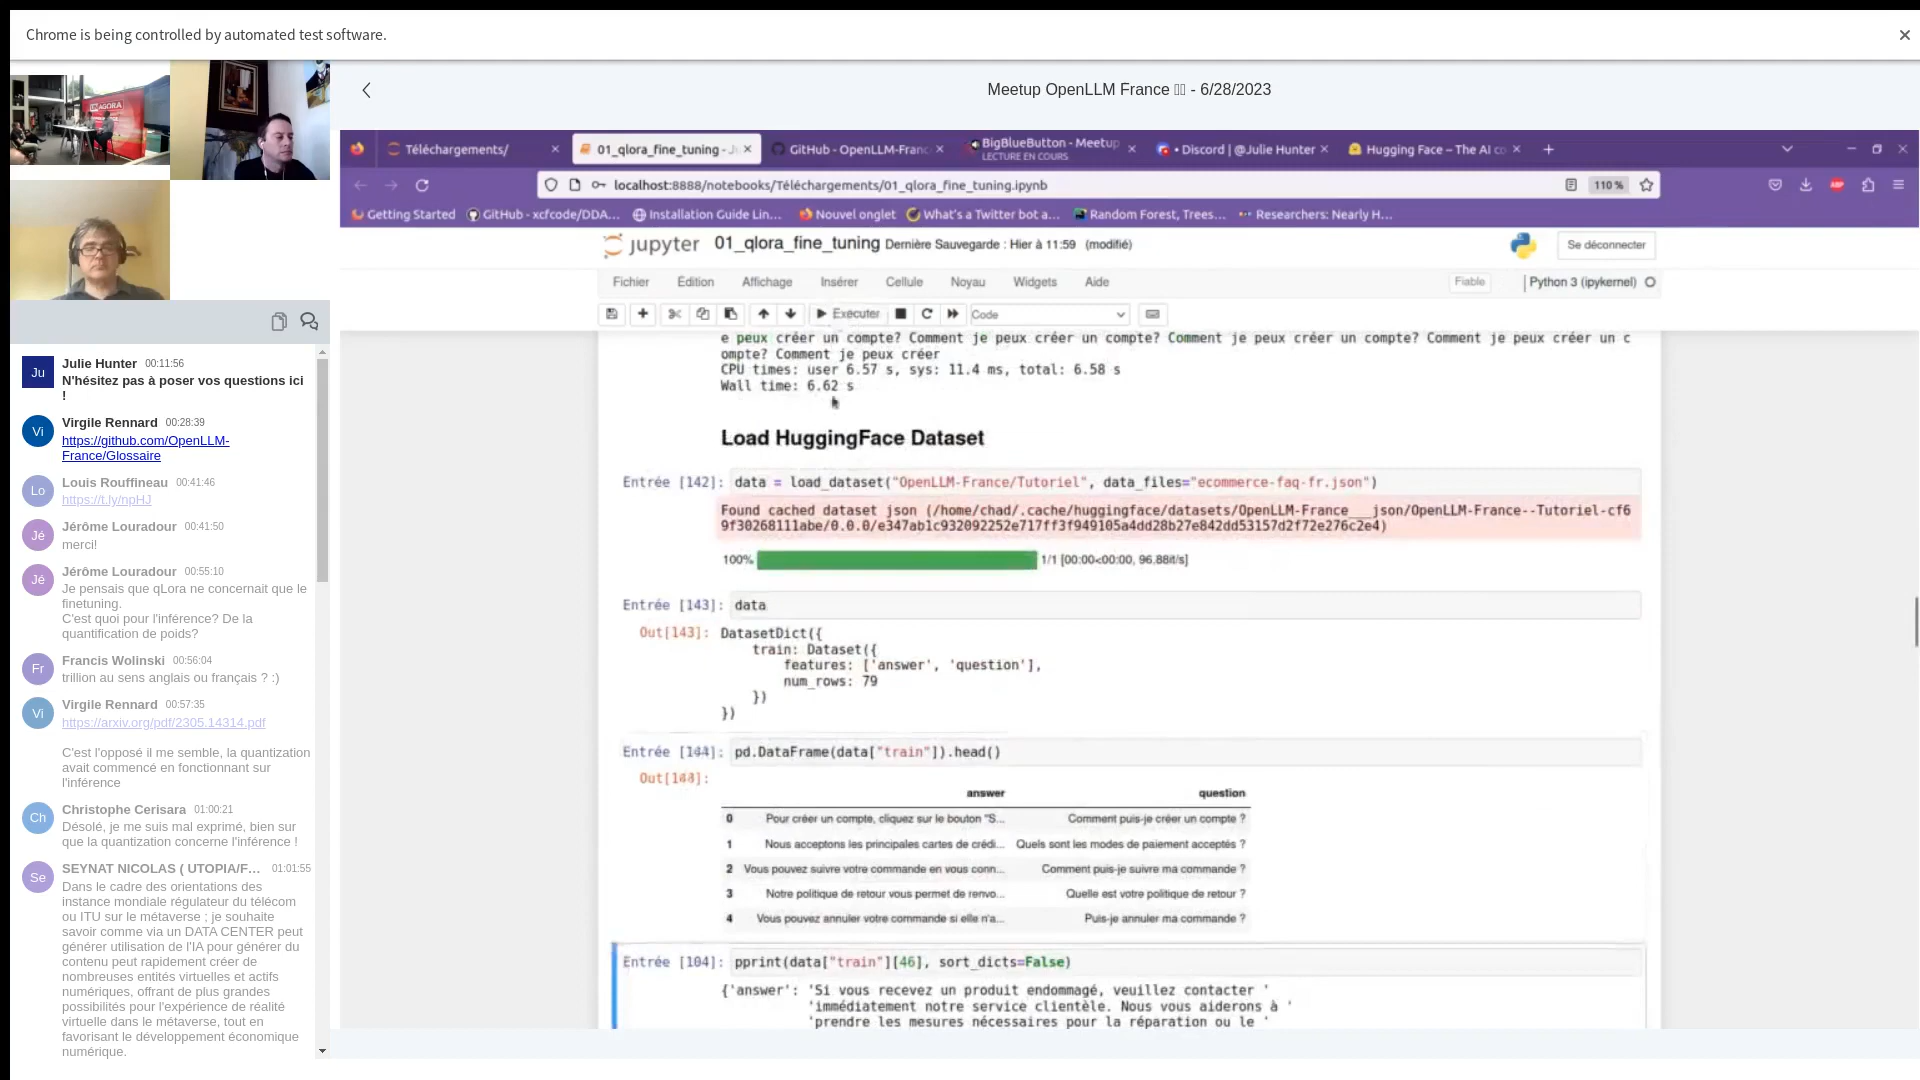 Chrome is being controlled by automated test software.
Meetup OpenLLM France - 6/28/2023
Téléchargements/
01_qlora_fine_tuning - J
GitHub - OpenLLM-Franc
BigBlueButton - Meetup
LECTURE EN COURS
• Discord | @Julie Hunter
Hugging Face – The AI co
localhost:8888/notebooks/Téléchargements/01_qlora_fine_tuning.ipynb
110 %
Getting Started
GitHub - xcfcode/DDA...
Installation Guide Lin...
Nouvel onglet
What's a Twitter bot a...
Random Forest, Trees...
Researchers: Nearly H...
jupyter 01_qlora_fine_tuning Dernière Sauvegarde : Hier à 11:59 (modifié)
Se déconnecter
Fichier Édition Affichage Insérer Cellule Noyau Widgets Aide
Fiable
Python 3 (ipykernel)
Exécuter
Code
e peux créer un compte? Comment je peux créer un compte? Comment je peux créer un compte? Comment je peux créer un c
ompte? Comment je peux créer
CPU times: user 6.57 s, sys: 11.4 ms, total: 6.58 s
Wall time: 6.62 s
Load HuggingFace Dataset
Entrée [142]: data = load_dataset("OpenLLM-France/Tutoriel", data_files="ecommerce-faq-fr.json")
Found cached dataset json (/home/chad/.cache/huggingface/datasets/OpenLLM-France___json/OpenLLM-France--Tutoriel-cf6
9f30268111abe/0.0.0/e347ab1c932092252e717ff3f949105a4dd28b27e842dd53157d2f72e276c2e4)
100% 1/1 [00:00<00:00, 96.88it/s]
Entrée [143]: data
Out[143]: DatasetDict({
train: Dataset({
features: ['answer', 'question'],
num_rows: 79
})
})
Entrée [144]: pd.DataFrame(data["train"]).head()
Out[144]:
answer question
0 Pour créer un compte, cliquez sur le bouton "S... Comment puis-je créer un compte ?
1 Nous acceptons les principales cartes de crédi... Quels sont les modes de paiement acceptés ?
2 Vous pouvez suivre votre commande en vous conn... Comment puis-je suivre ma commande ?
3 Notre politique de retour vous permet de renvo... Quelle est votre politique de retour ?
4 Vous pouvez annuler votre commande si elle n'a... Puis-je annuler ma commande ?
Entrée [104]: pprint(data["train"][46], sort_dicts=False)
{'answer': 'Si vous recevez un produit endommagé, veuillez contacter '
'immédiatement notre service clientèle. Nous vous aiderons à '
'prendre les mesures nécessaires pour la réparation ou le '
Ju
Julie Hunter 00:11:56
N'hésitez pas à poser vos questions ici
!
Vi
Virgile Rennard 00:28:39
https://github.com/OpenLLM-
France/Glossaire
Lo
Louis Rouffineau 00:41:46
https://t.ly/npHJ
Jé
Jérôme Louradour 00:41:50
merci!
Jé
Jérôme Louradour 00:55:10
Je pensais que qLora ne concernait que le
finetuning.
C'est quoi pour l'inférence? De la
quantification de poids?
Fr
Francis Wolinski 00:56:04
trillion au sens anglais ou français ? :)
Vi
Virgile Rennard 00:57:35
https://arxiv.org/pdf/2305.14314.pdf
C'est l'opposé il me semble, la quantization
avait commencé en fonctionnant sur
l'inférence
Ch
Christophe Cerisara 01:00:21
Désolé, je me suis mal exprimé, bien sur
que la quantization concerne l'inférence !
Se
SEYNAT NICOLAS ( UTOPIA/F... 01:01:55
Dans le cadre des orientations des
instance mondiale régulateur du télécom
ou ITU sur le métaverse ; je souhaite
savoir comme via un DATA CENTER peut
générer utilisation de l'IA pour générer du
contenu peut rapidement créer de
nombreuses entités virtuelles et actifs
numériques, offrant de plus grandes
possibilités pour l'expérience de réalité
virtuelle dans le métaverse, tout en
favorisant le développement économique
numérique.